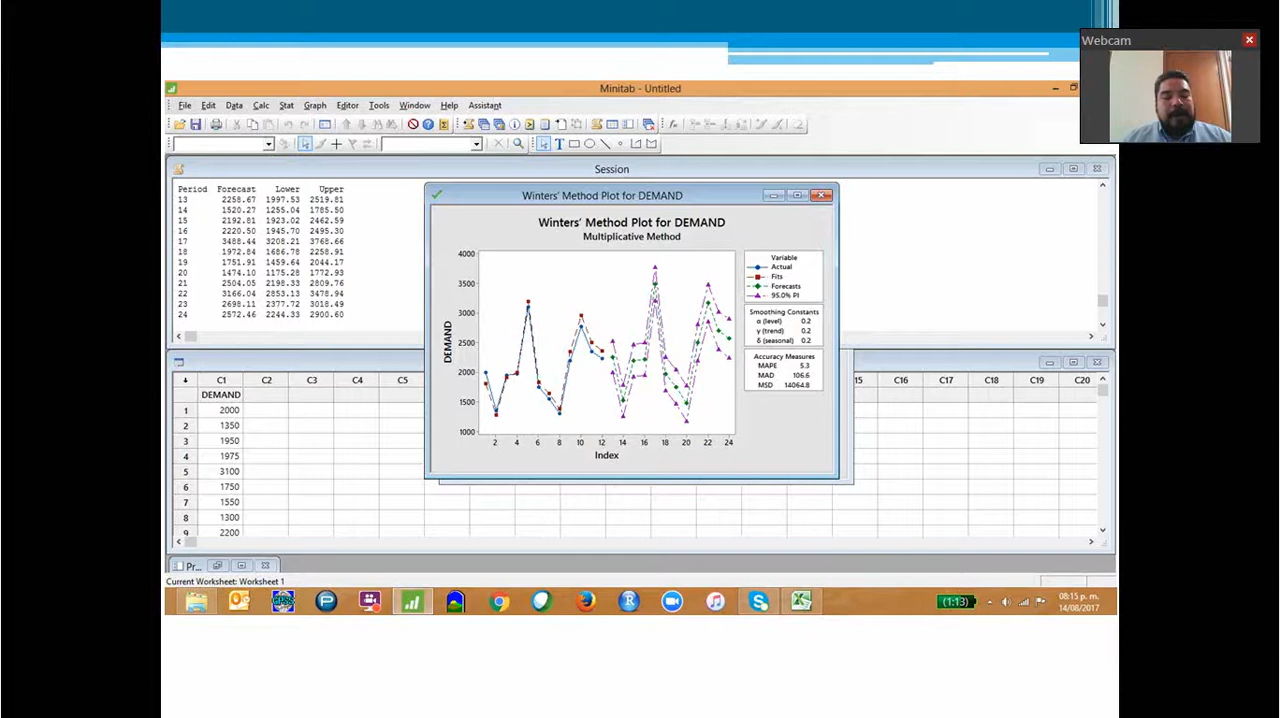 Webcam
Minitab - Untitled
File Edit Data Calc Stat Graph Editor Tools Window Help Assistant
Session
Period Forecast Lower Upper
13 2258.67 1997.53 2519.81
14 1520.27 1255.04 1785.50
15 2192.81 1923.02 2462.59
16 2220.50 1945.70 2495.30
17 3488.44 3208.21 3768.66
18 1972.84 1686.78 2258.91
19 1751.91 1459.64 2044.17
20 1474.10 1175.28 1772.93
21 2504.05 2198.33 2809.76
22 3166.04 2853.13 3478.94
23 2698.11 2377.72 3018.49
24 2572.46 2244.33 2900.60
Winters' Method Plot for DEMAND
Winters' Method Plot for DEMAND
Multiplicative Method
DEMAND
4000
3500
3000
2500
2000
1500
1000
2 4 6 8 10 12 14 16 18 20 22 24
Index
Variable
Actual
Fits
Forecasts
95.0% PI
Smoothing Constants
α (level) 0.2
γ (trend) 0.2
δ (seasonal) 0.2
Accuracy Measures
MAPE 5.3
MAD 106.6
MSD 14064.8
C1 C2 C3 C4 C5 15 C16 C17 C18 C19 C20
DEMAND
1 2000
2 1350
3 1950
4 1975
5 3100
6 1750
7 1550
8 1300
9 2200
Pr...
Current Worksheet: Worksheet 1
(1:13)
08:15 p. m.
14/08/2017